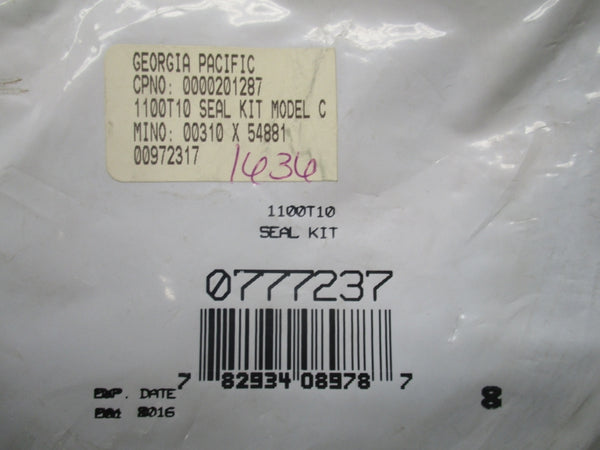 GEORGIA PACIFIC
CPNO: 0000201287
1100T10 SEAL KIT MODEL C
MINO: 00310 X 54881
00972317 1636
1100T10
SEAL KIT
0777237
7 82934 08978 7
EXP. DATE
2016
8